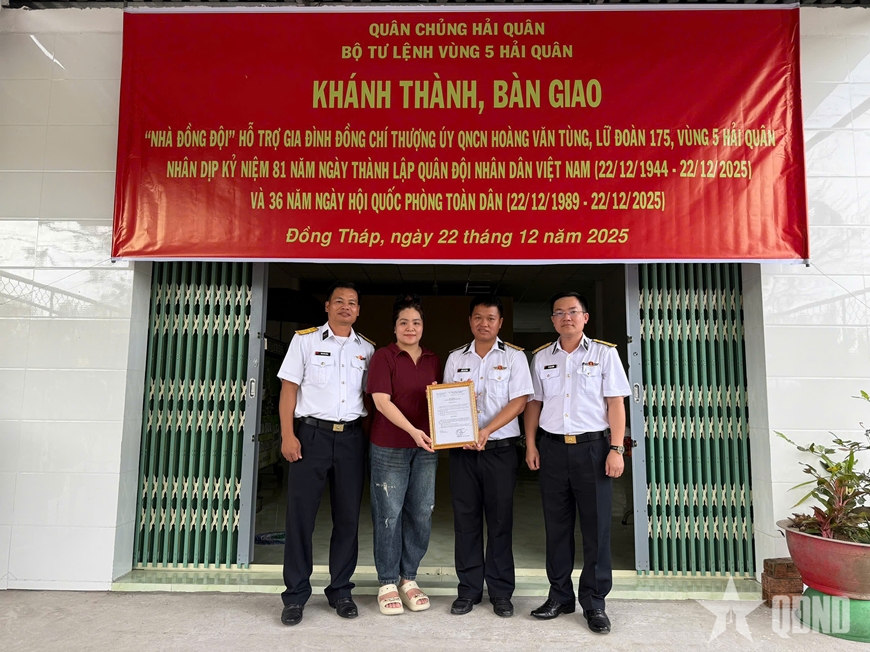 QUÂN CHỦNG HẢI QUÂN
BỘ TƯ LỆNH VÙNG 5 HẢI QUÂN
KHÁNH THÀNH, BÀN GIAO
“NHÀ ĐỒNG ĐỘI” HỖ TRỢ GIA ĐÌNH ĐỒNG CHÍ THƯỢNG ÚY QNCN HOÀNG VĂN TÙNG, LỮ ĐOÀN 175, VÙNG 5 HẢI QUÂN
NHÂN DỊP KỶ NIỆM 81 NĂM NGÀY THÀNH LẬP QUÂN ĐỘI NHÂN DÂN VIỆT NAM (22/12/1944 - 22/12/2025)
VÀ 36 NĂM NGÀY HỘI QUỐC PHÒNG TOÀN DÂN (22/12/1989 - 22/12/2025)
Đồng Tháp, ngày 22 tháng 12 năm 2025
QĐND